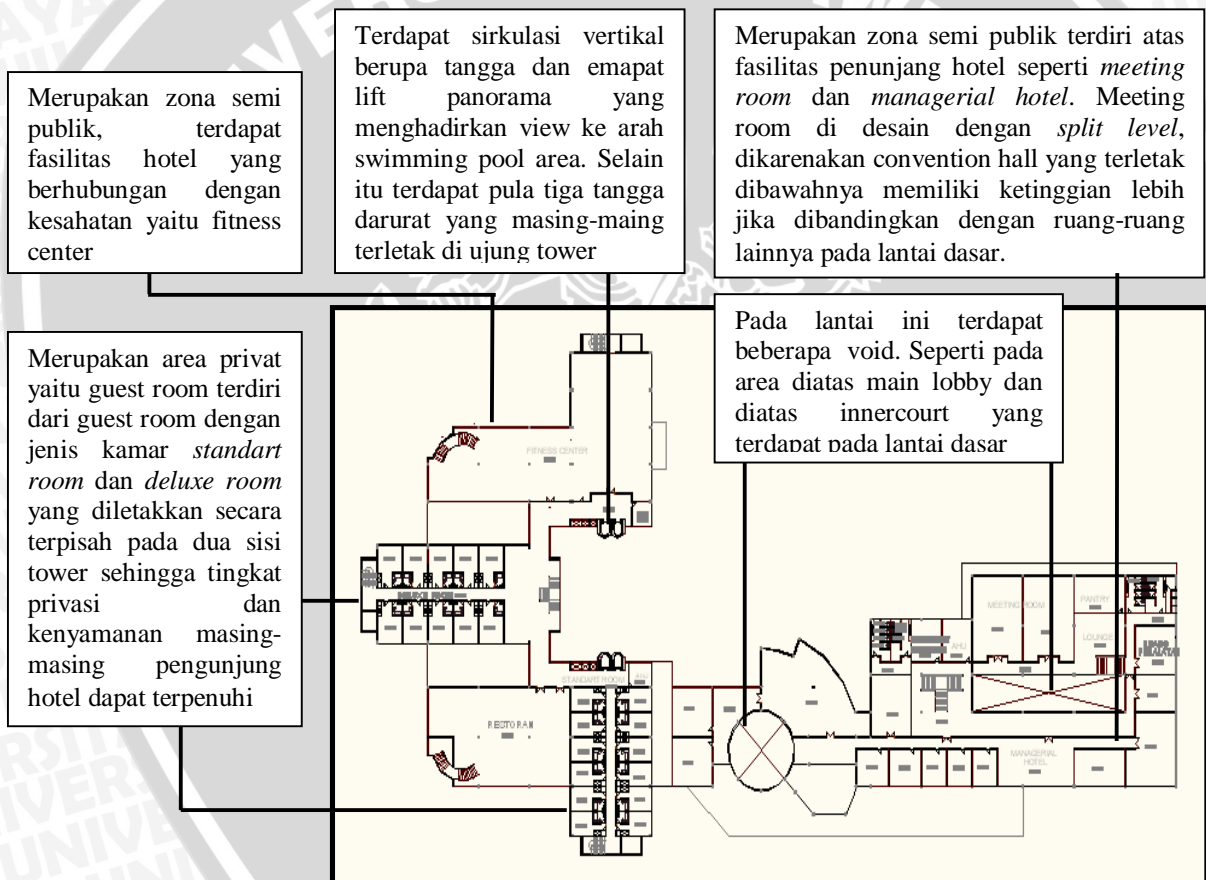 Merupakan zona semi
publik, terdapat
fasilitas hotel yang
berhubungan dengan
kesahatan yaitu fitness
center
Terdapat sirkulasi vertikal
berupa tangga dan emapat
lift panorama yang
menghadirkan view ke arah
swimming pool area. Selain
itu terdapat pula tiga tangga
darurat yang masing-maing
terletak di ujung tower
Merupakan zona semi publik terdiri atas
fasilitas penunjang hotel seperti meeting
room dan managerial hotel. Meeting
room di desain dengan split level,
dikarenakan convention hall yang terletak
dibawahnya memiliki ketinggian lebih
jika dibandingkan dengan ruang-ruang
lainnya pada lantai dasar.
Merupakan area privat
yaitu guest room terdiri
dari guest room dengan
jenis kamar standart
room dan deluxe room
yang diletakkan secara
terpisah pada dua sisi
tower sehingga tingkat
privasi dan
kenyamanan masing-
masing pengunjung
hotel dapat terpenuhi
Pada lantai ini terdapat
beberapa void. Seperti pada
area diatas main lobby dan
diatas innercourt yang
terdapat pada lantai dasar
FITNESS CENTER
DELUXE ROOM
STANDART ROOM
AHU
RESTORAN
MEETING ROOM
PANTRY
LOUNGE
AHU
MANAGERIAL
HOTEL